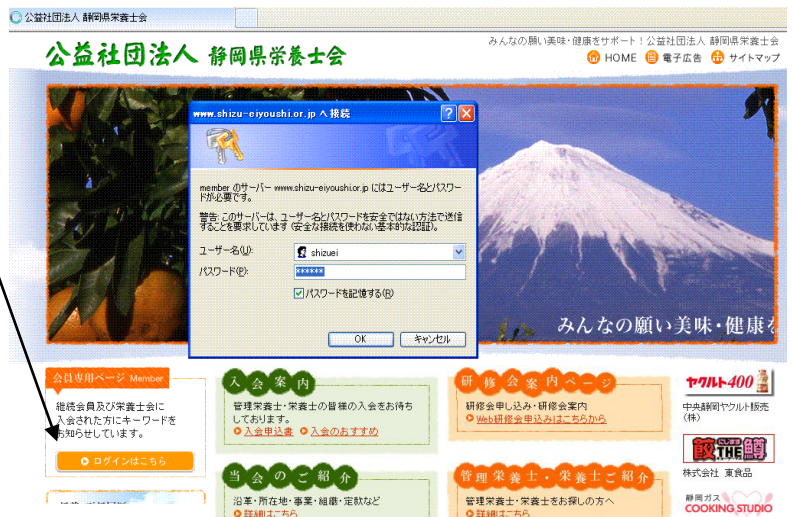 公益社団法人 静岡県栄養士会
公益社団法人 静岡県栄養士会
みんなの願い美味・健康をサポート！公益社団法人 静岡県栄養士会
HOME 電子広告 サイトマップ
www.shizu-eiyoushi.or.jp へ接続
member のサーバー www.shizu-eiyoushi.or.jp にはユーザー名とパスワー
ドが必要です。
警告: このサーバーは、ユーザー名とパスワードを安全ではない方法で送信
することを要求しています (安全な接続を使わない基本的な認証)。
ユーザー名(U): shizuei
パスワード(P): ******
パスワードを記憶する(R)
OK キャンセル
みんなの願い美味・健康を
会員専用ページ Member
継続会員及び栄養士会に
入会された方にキーワードを
お知らせしています。
ログインはこちら
入会案内
管理栄養士・栄養士の皆様の入会をお待ち
しております。
入会申込書 入会のおすすめ
当会のご紹介
沿革・所在地・事業・組織・定款など
詳細はこちら
研修会案内ページ
研修会申し込み・研修会案内
Web研修会申込みはこちらから
管理栄養士・栄養士ご紹介
管理栄養士・栄養士をお探しの方へ
詳細はこちら
ヤクルト400
中央静岡ヤクルト販売
(株)
THE
株式会社 東食品
静岡ガス
COOKING STUDIO